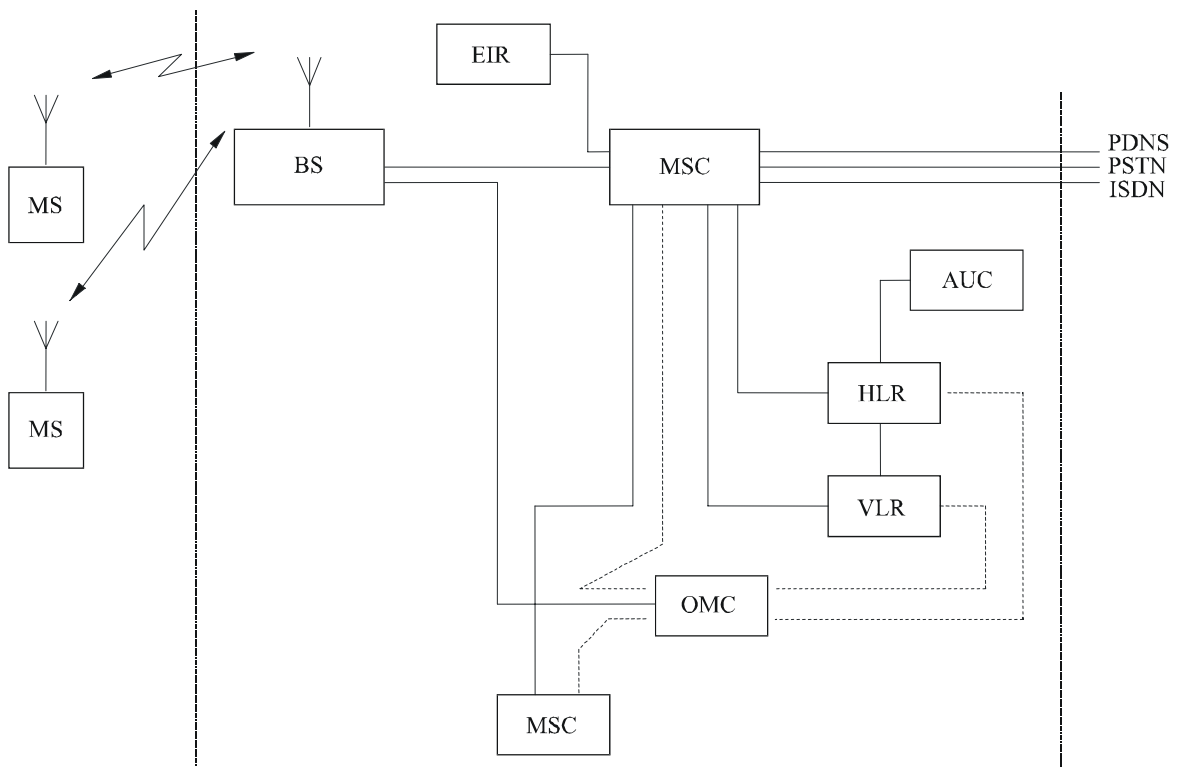 EIR
BS
MSC
PDNS
PSTN
ISDN
MS
AUC
HLR
MS
VLR
OMC
MSC